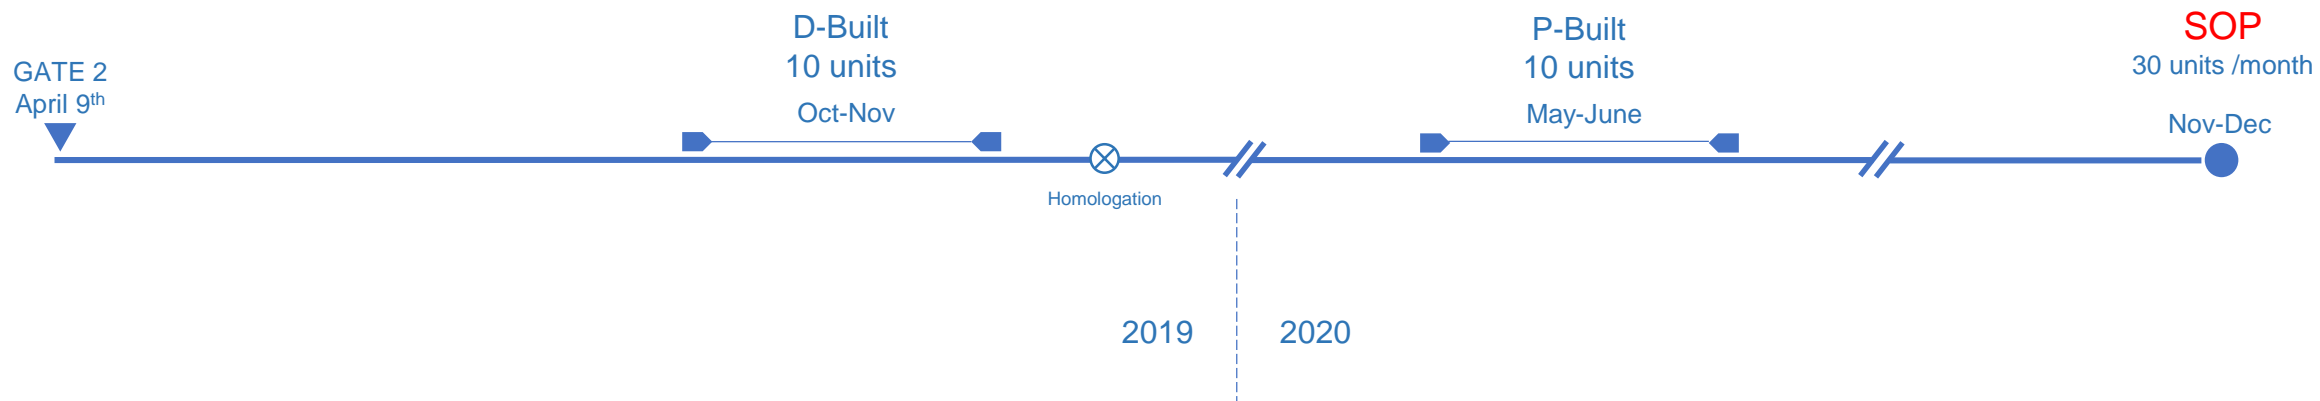 GATE 2
April 9th
D-Built
10 units
Oct-Nov
Homologation
P-Built
10 units
May-June
SOP
30 units /month
Nov-Dec
2019
2020